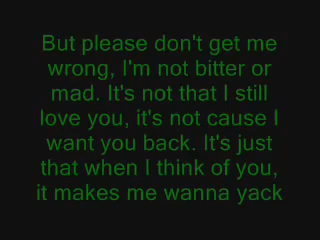 But please don't get me
wrong, I'm not bitter or
mad. It's not that I still
love you, it's not cause I
want you back. It's just
that when I think of you,
it makes me wanna yack